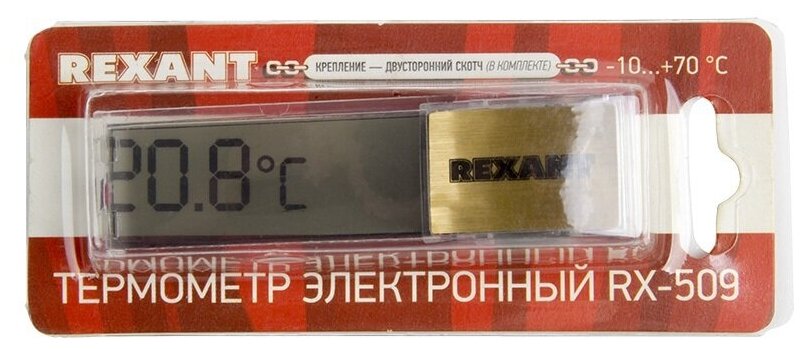 REXANT
КРЕПЛЕНИЕ — ДВУСТОРОННИЙ СКОТЧ (В КОМПЛЕКТЕ)
-10...+70 °C
20.8°C
REXANT
ТЕРМОМЕТР ЭЛЕКТРОННЫЙ RX-509